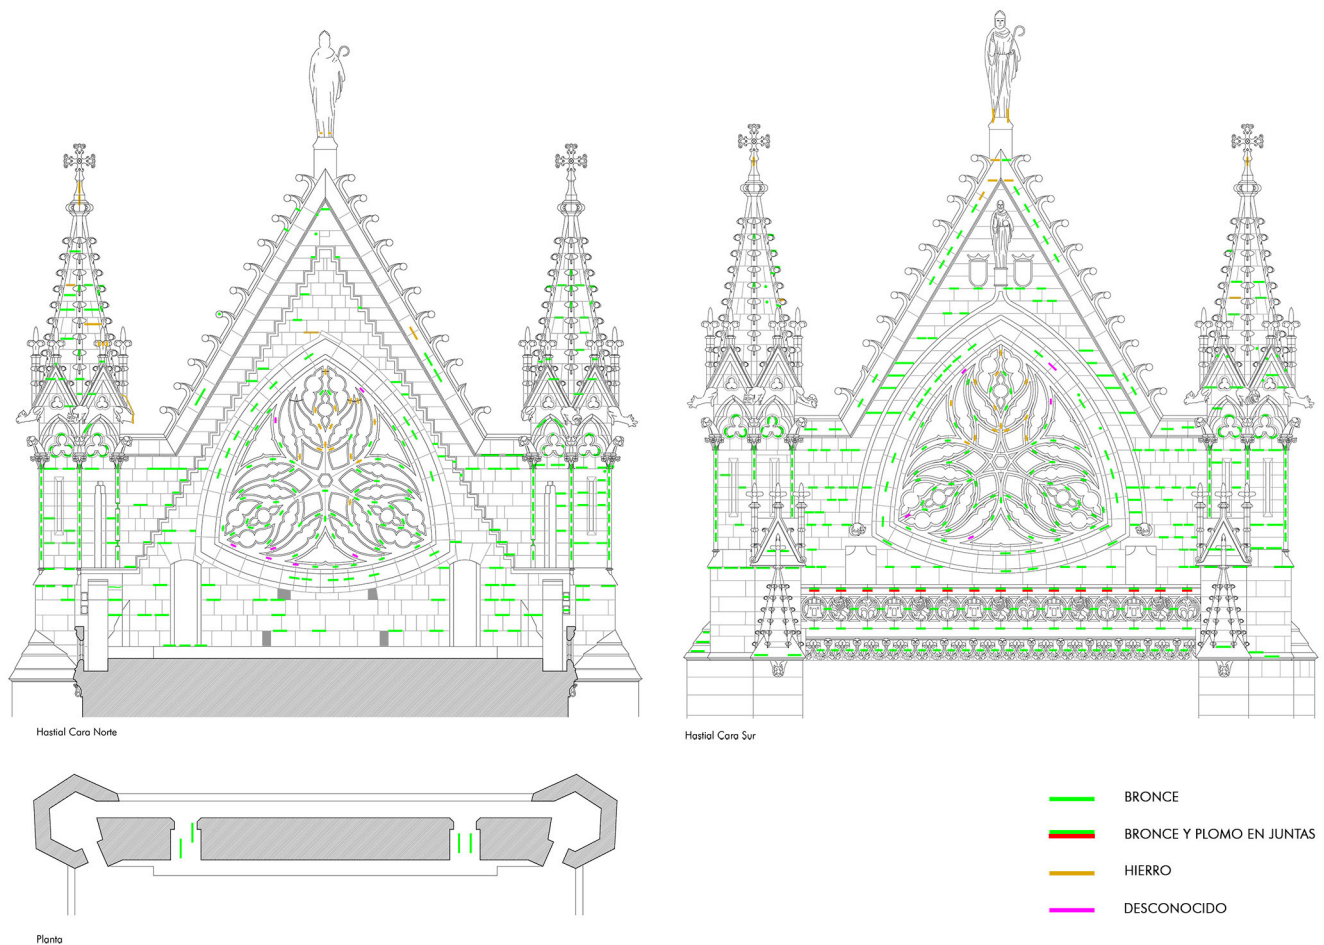 Hastial Cara Norte
Hastial Cara Sur
Planta
BRONCE
BRONCE Y PLOMO EN JUNTAS
HIERRO
DESCONOCIDO